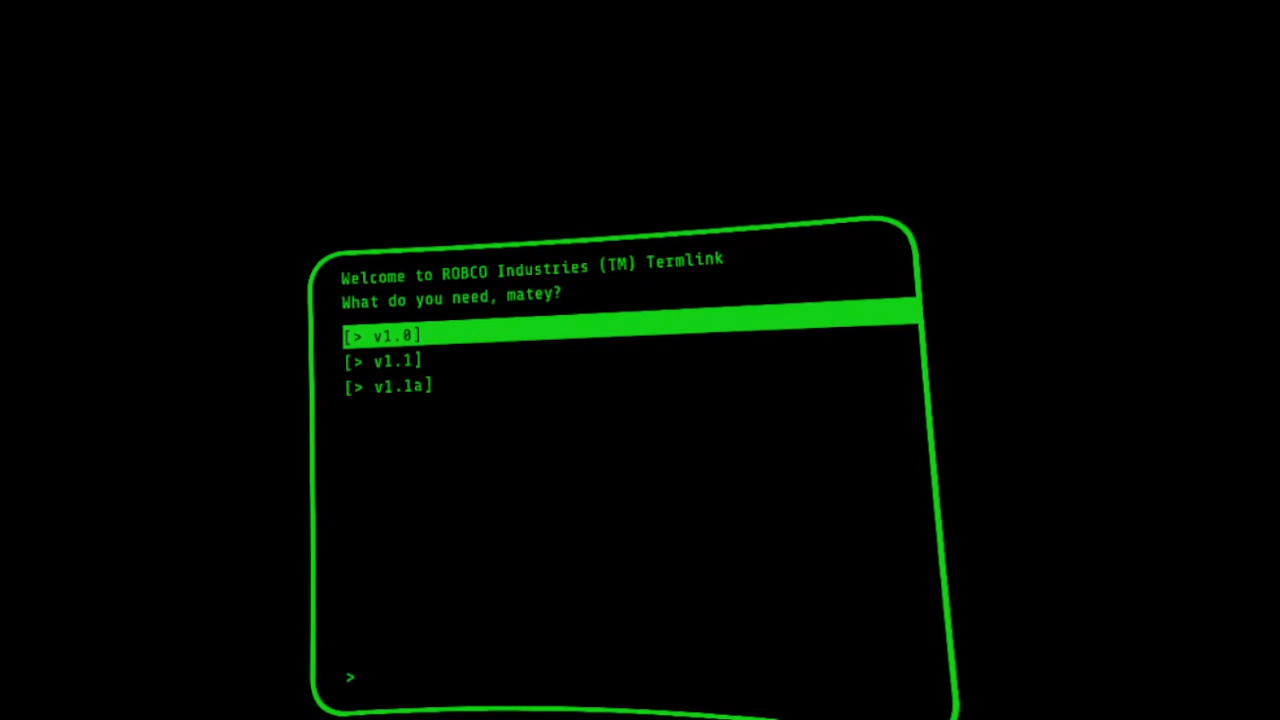 Welcome to ROBCO Industries (TM) Termlink
What do you need, matey?
[> v1.0]
[> v1.1]
[> v1.1a]
>